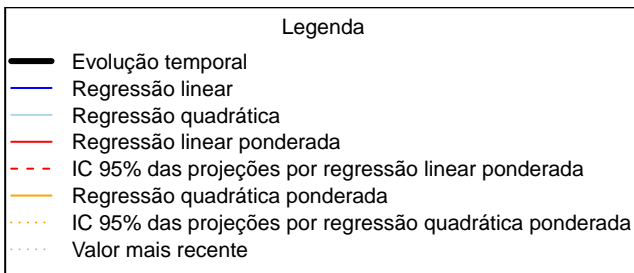 Legenda
Evolução temporal
Regressão linear
Regressão quadrática
Regressão linear ponderada
IC 95% das projeções por regressão linear ponderada
Regressão quadrática ponderada
IC 95% das projeções por regressão quadrática ponderada
Valor mais recente